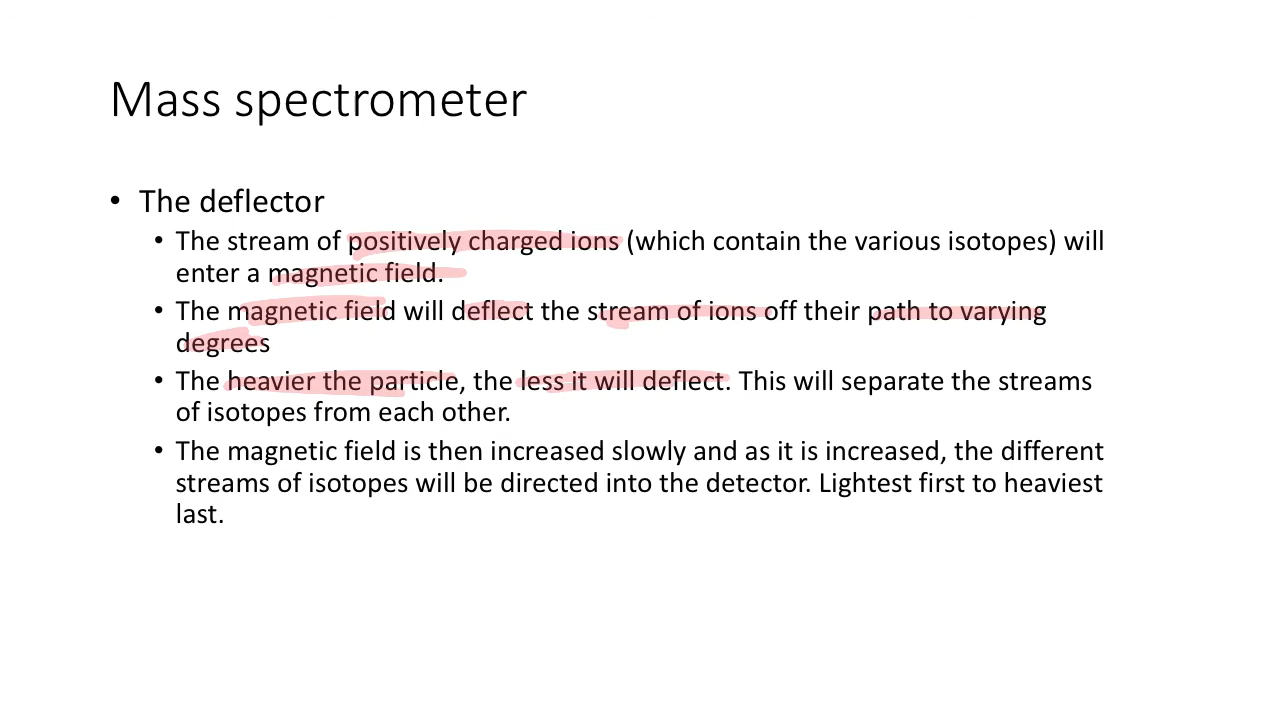 Mass spectrometer
• The deflector
• The stream of positively charged ions (which contain the various isotopes) will
enter a magnetic field.
• The magnetic field will deflect the stream of ions off their path to varying
degrees
• The heavier the particle, the less it will deflect. This will separate the streams
of isotopes from each other.
• The magnetic field is then increased slowly and as it is increased, the different
streams of isotopes will be directed into the detector. Lightest first to heaviest
last.